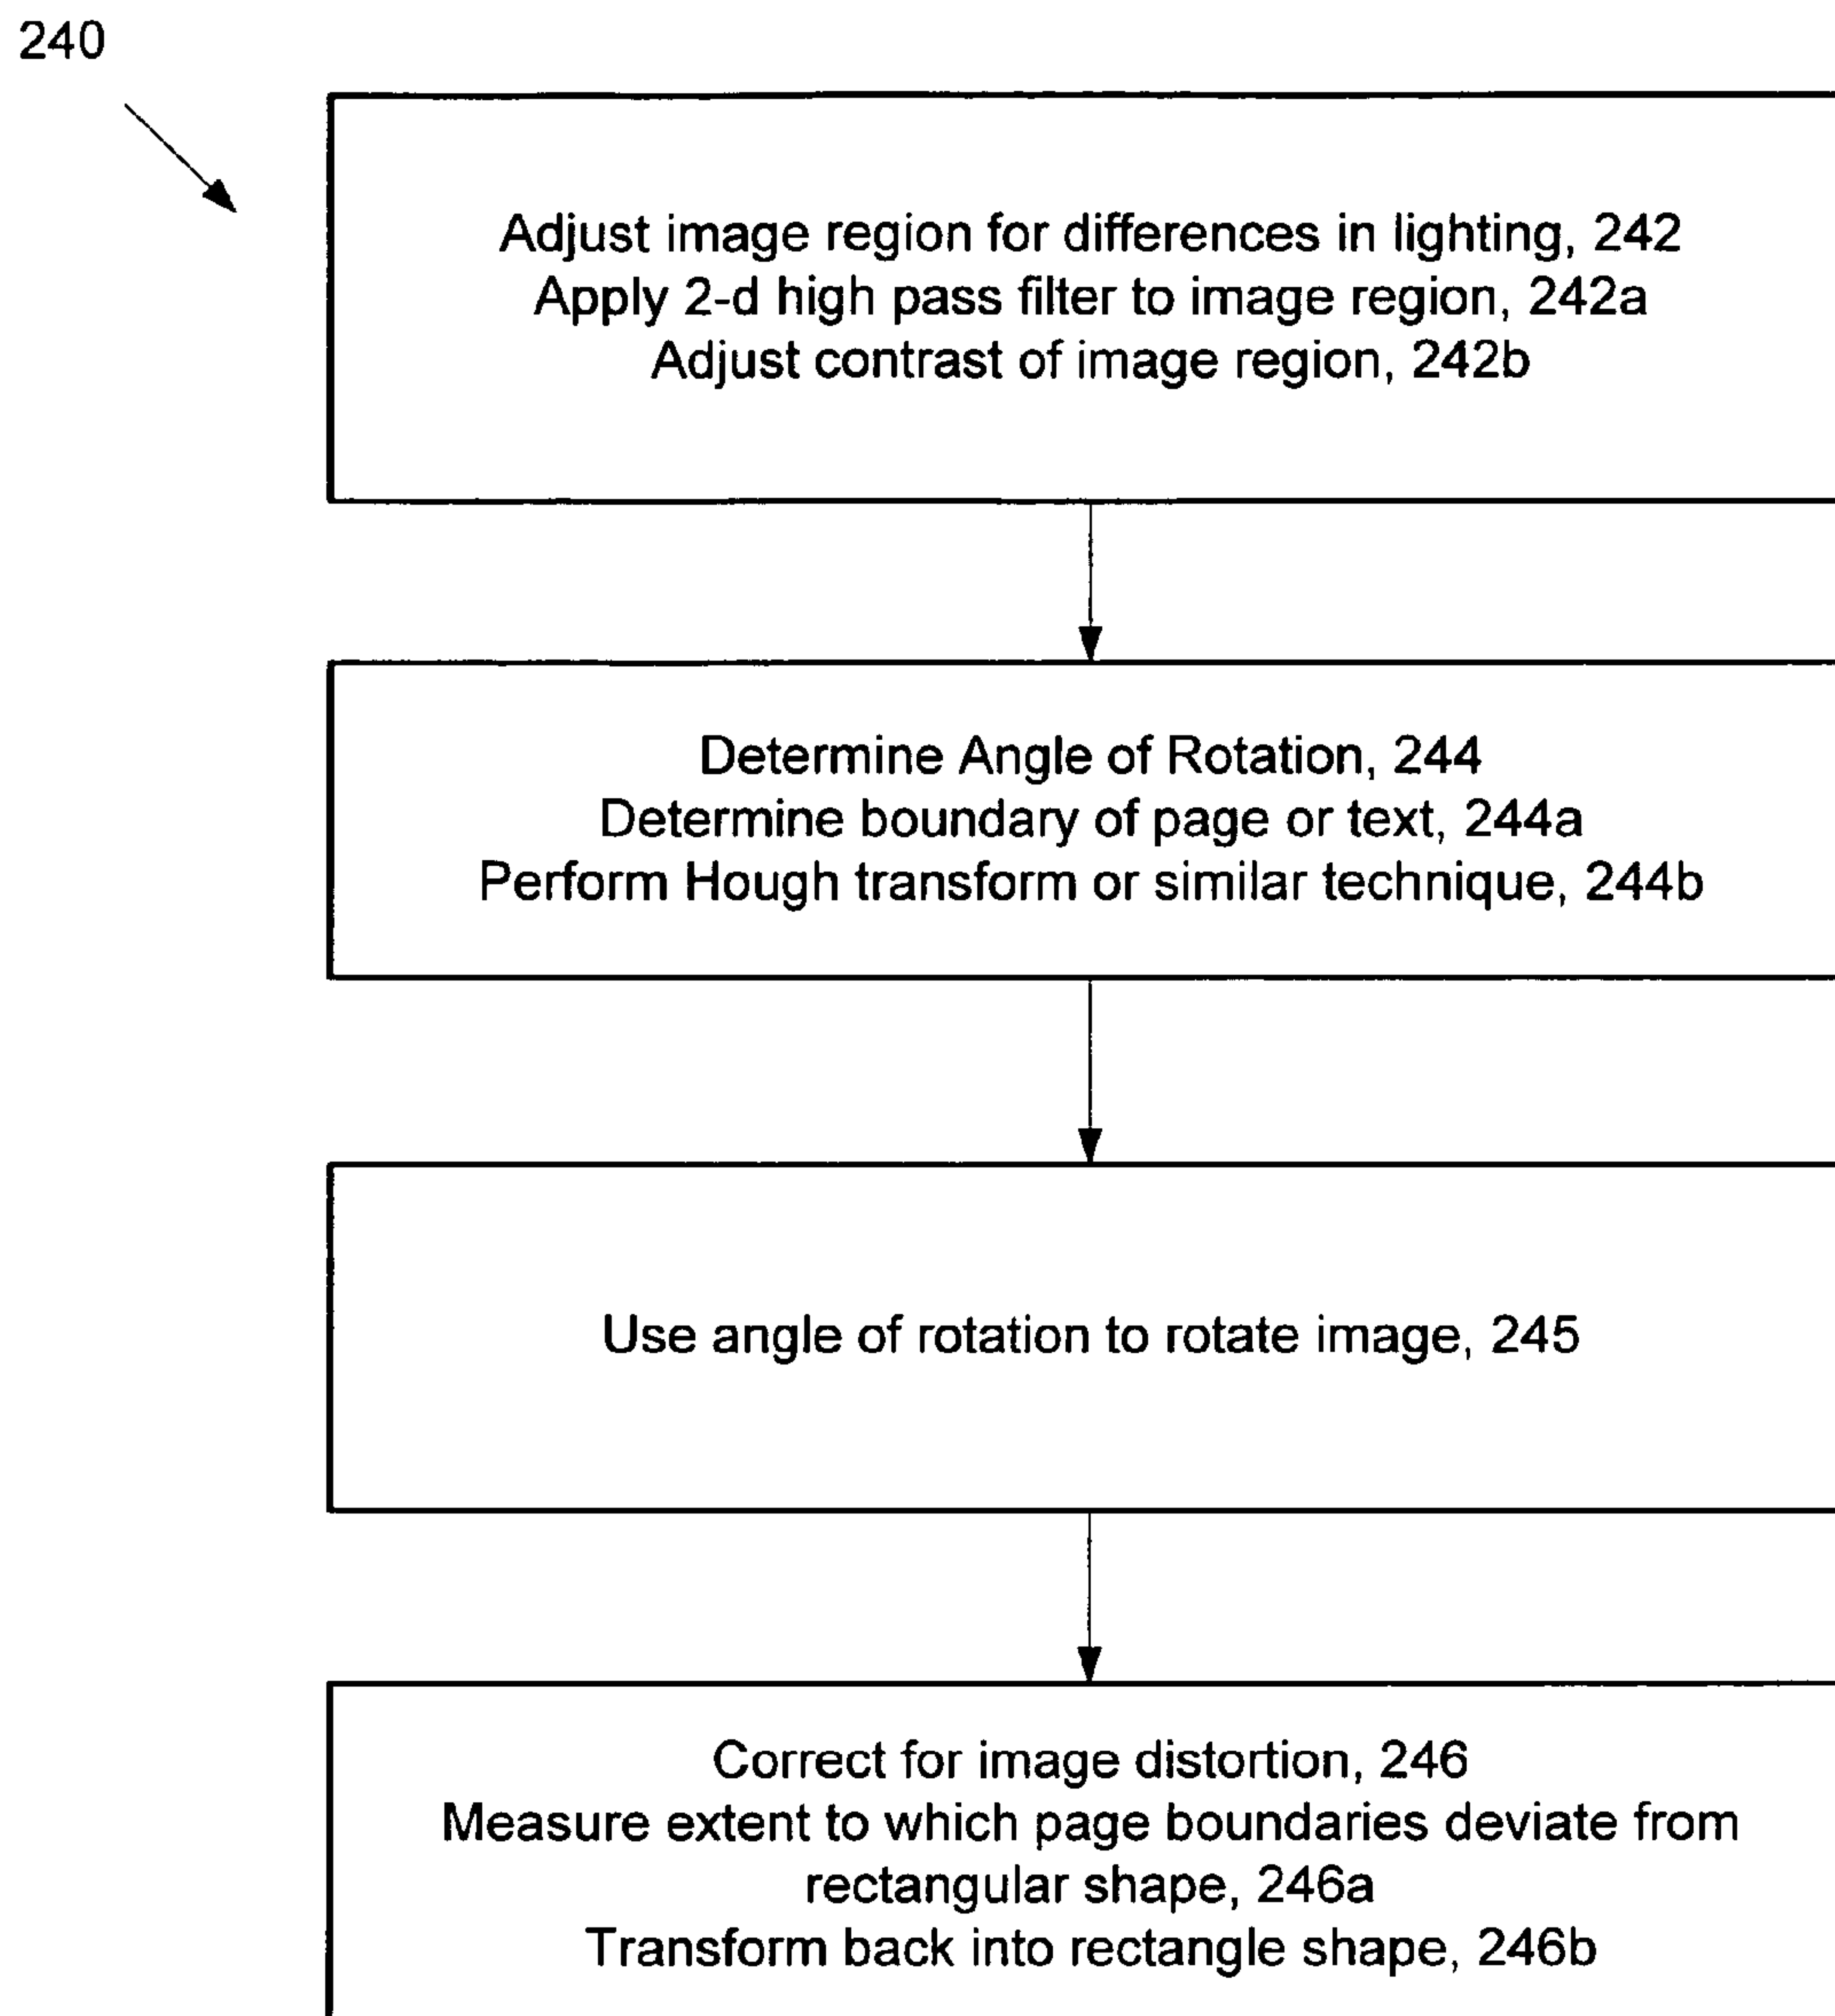 240
Adjust image region for differences in lighting, 242
Apply 2-d high pass filter to image region, 242a
Adjust contrast of image region, 242b
Determine Angle of Rotation, 244
Determine boundary of page or text, 244a
Perform Hough transform or similar technique, 244b
Use angle of rotation to rotate image, 245
Correct for image distortion, 246
Measure extent to which page boundaries deviate from
rectangular shape, 246a
Transform back into rectangle shape, 246b